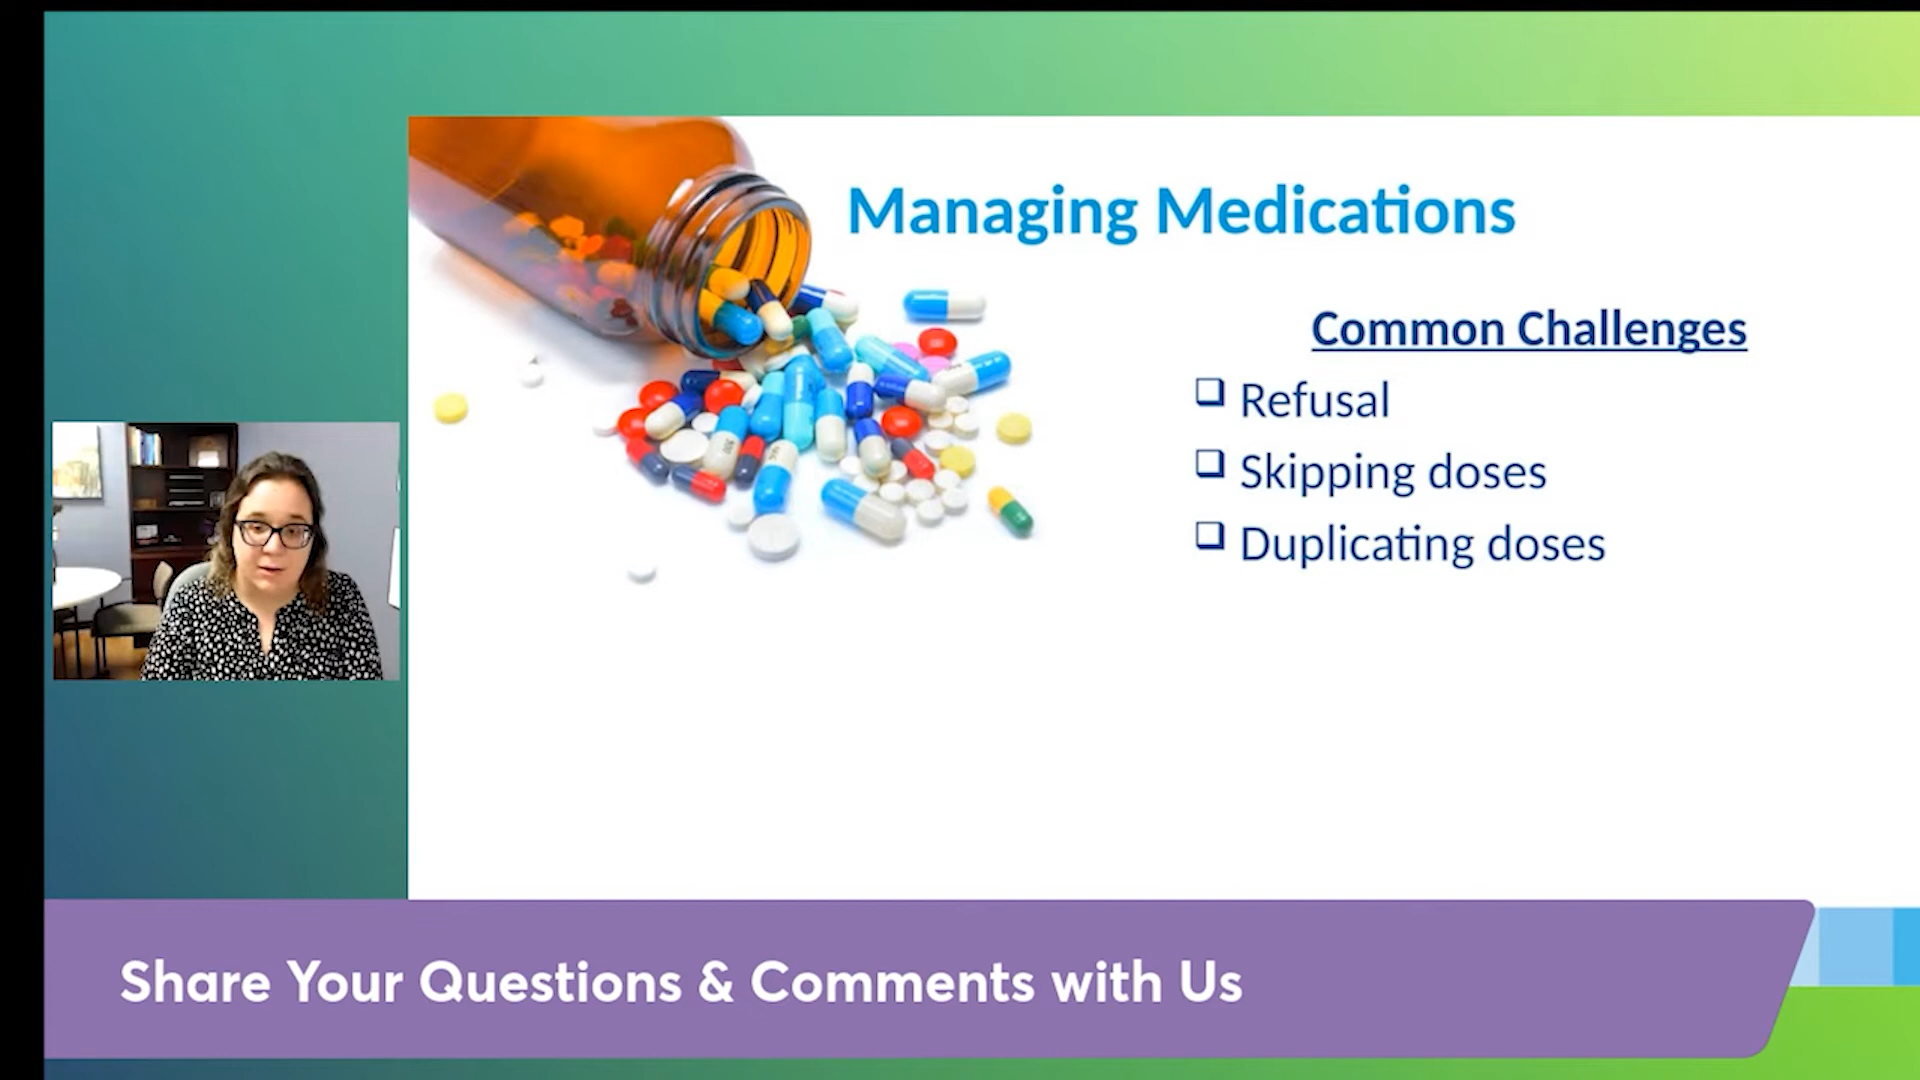 Managing Medications
Common Challenges
Refusal
Skipping doses
Duplicating doses
Share Your Questions & Comments with Us